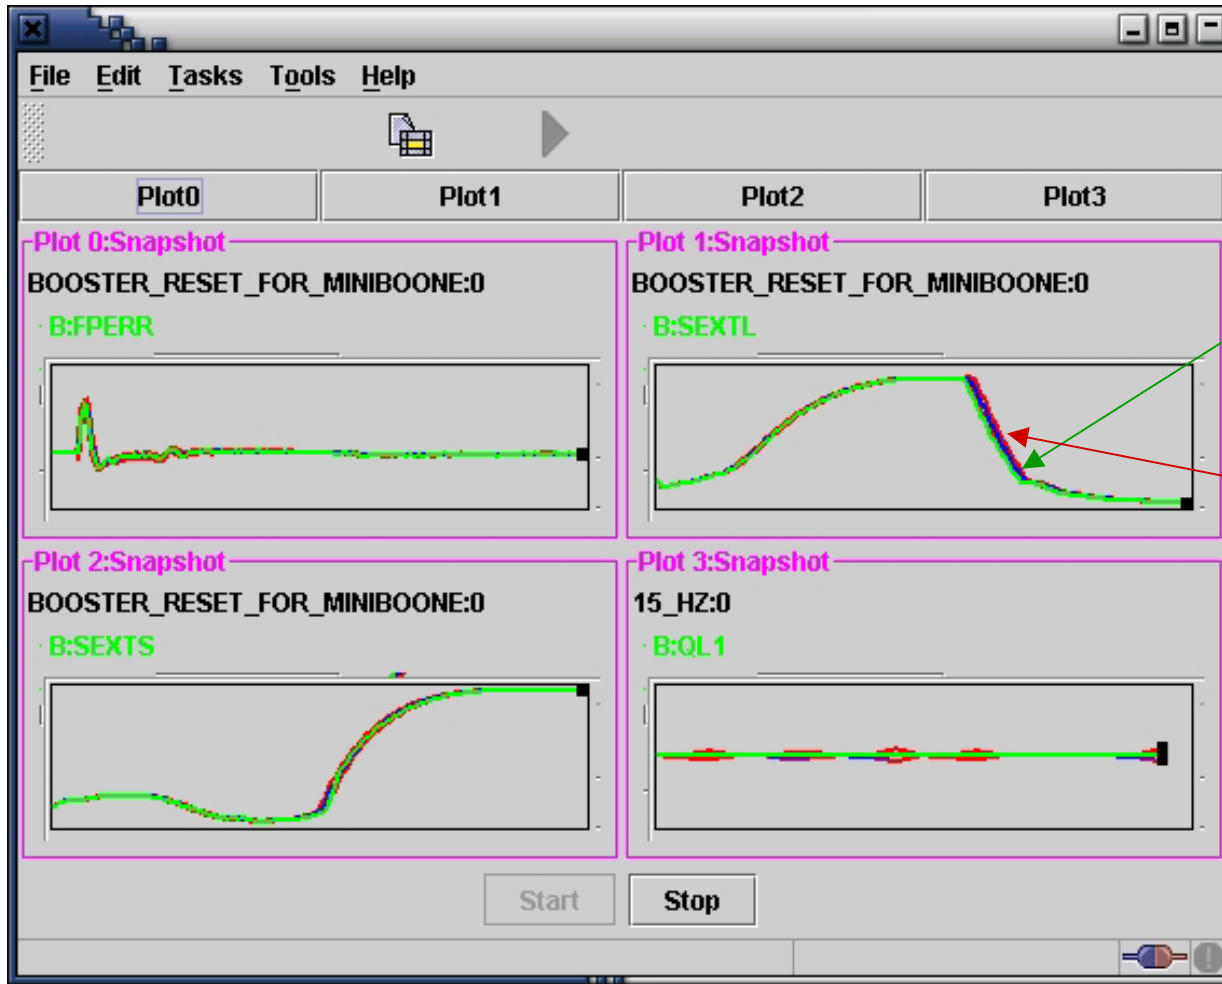 File Edit Tasks Tools Help
Plot0 Plot1 Plot2 Plot3
Plot 0:Snapshot
BOOSTER_RESET_FOR_MINIBOONE:0
B:FPERR
Plot 1:Snapshot
BOOSTER_RESET_FOR_MINIBOONE:0
B:SEXTL
Plot 2:Snapshot
BOOSTER_RESET_FOR_MINIBOONE:0
B:SEXTS
Plot 3:Snapshot
15_HZ:0
B:QL1
Start Stop